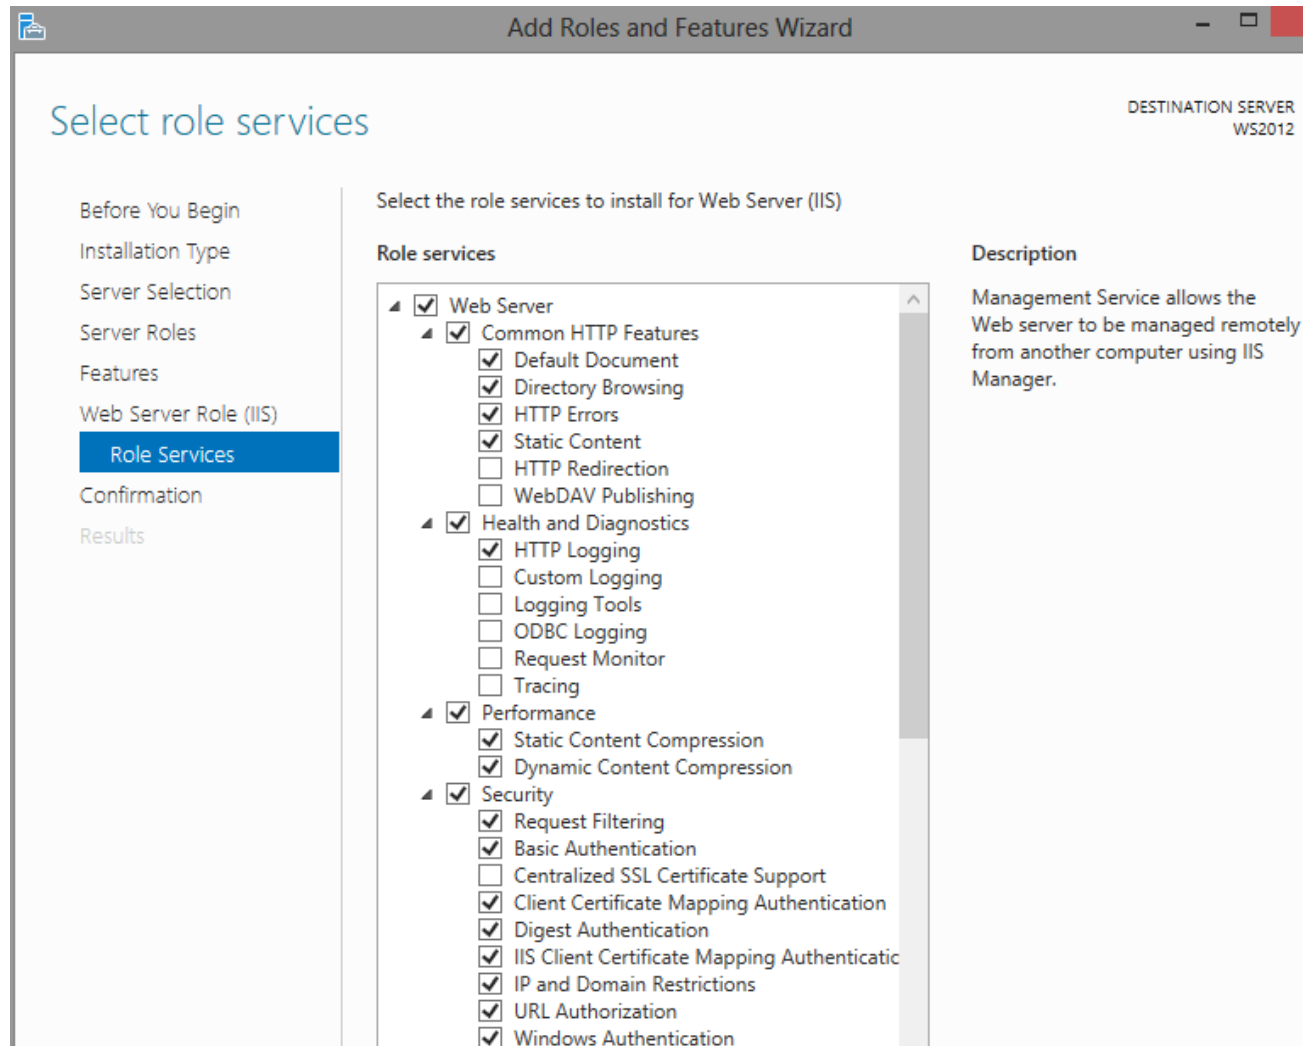 Add Roles and Features Wizard
Select role services
DESTINATION SERVER
WS2012
Before You Begin
Installation Type
Server Selection
Server Roles
Features
Web Server Role (IIS)
Role Services
Confirmation
Results
Select the role services to install for Web Server (IIS)
Role services
Web Server
Common HTTP Features
Default Document
Directory Browsing
HTTP Errors
Static Content
HTTP Redirection
WebDAV Publishing
Health and Diagnostics
HTTP Logging
Custom Logging
Logging Tools
ODBC Logging
Request Monitor
Tracing
Performance
Static Content Compression
Dynamic Content Compression
Security
Request Filtering
Basic Authentication
Centralized SSL Certificate Support
Client Certificate Mapping Authentication
Digest Authentication
IIS Client Certificate Mapping Authenticatic
IP and Domain Restrictions
URL Authorization
Windows Authentication
Description
Management Service allows the
Web server to be managed remotely
from another computer using IIS
Manager.